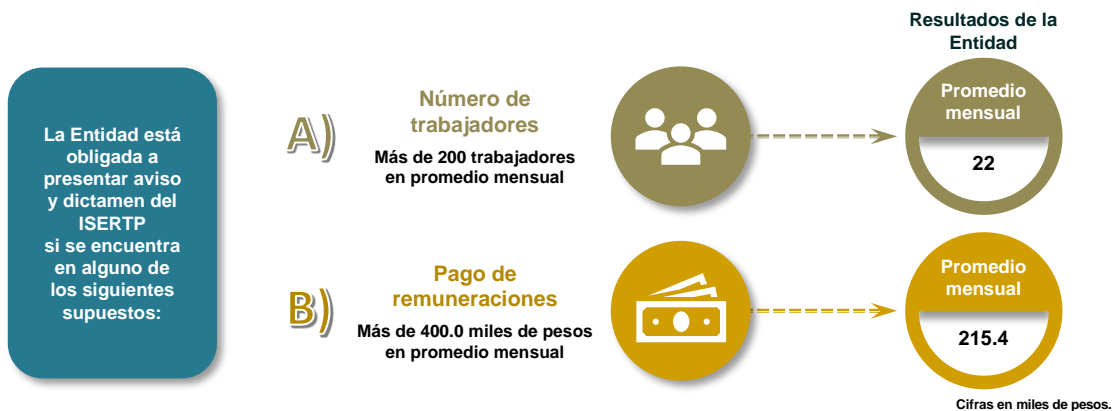 La Entidad está
obligada a
presentar aviso
y dictamen del
ISERTP
si se encuentra
en alguno de
los siguientes
supuestos:
A)
Número de
trabajadores
Más de 200 trabajadores
en promedio mensual
Resultados de la
Entidad
Promedio
mensual
22
B)
Pago de
remuneraciones
Más de 400.0 miles de pesos
en promedio mensual
Promedio
mensual
215.4
Cifras en miles de pesos.